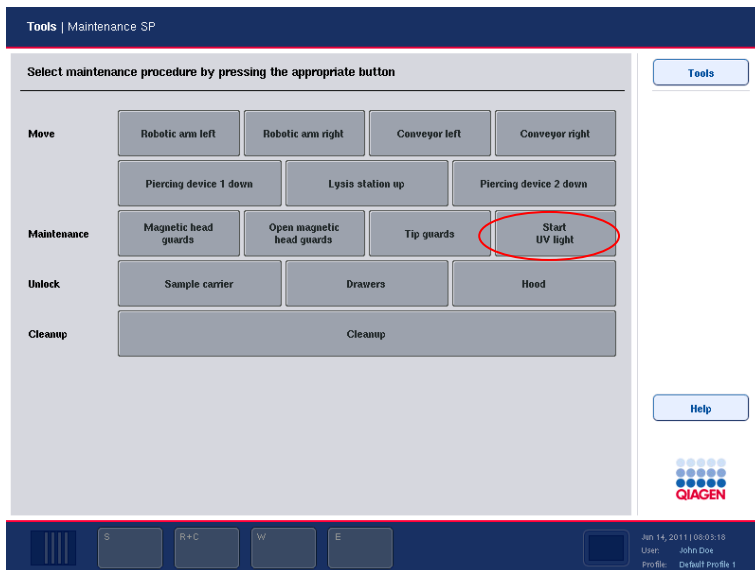 Tools | Maintenance SP
Select maintenance procedure by pressing the appropriate button
Tools
Move
Robotic arm left
Robotic arm right
Conveyor left
Conveyor right
Piercing device 1 down
Lysis station up
Piercing device 2 down
Maintenance
Magnetic head
guards
Open magnetic
head guards
Tip guards
Start
UV light
Unlock
Sample carrier
Drawers
Hood
Cleanup
Cleanup
Help
QIAGEN
S
R+C
W
E
Jun 14, 2011 | 08:03:18
User: John Doe
Profile: Default Profile 1